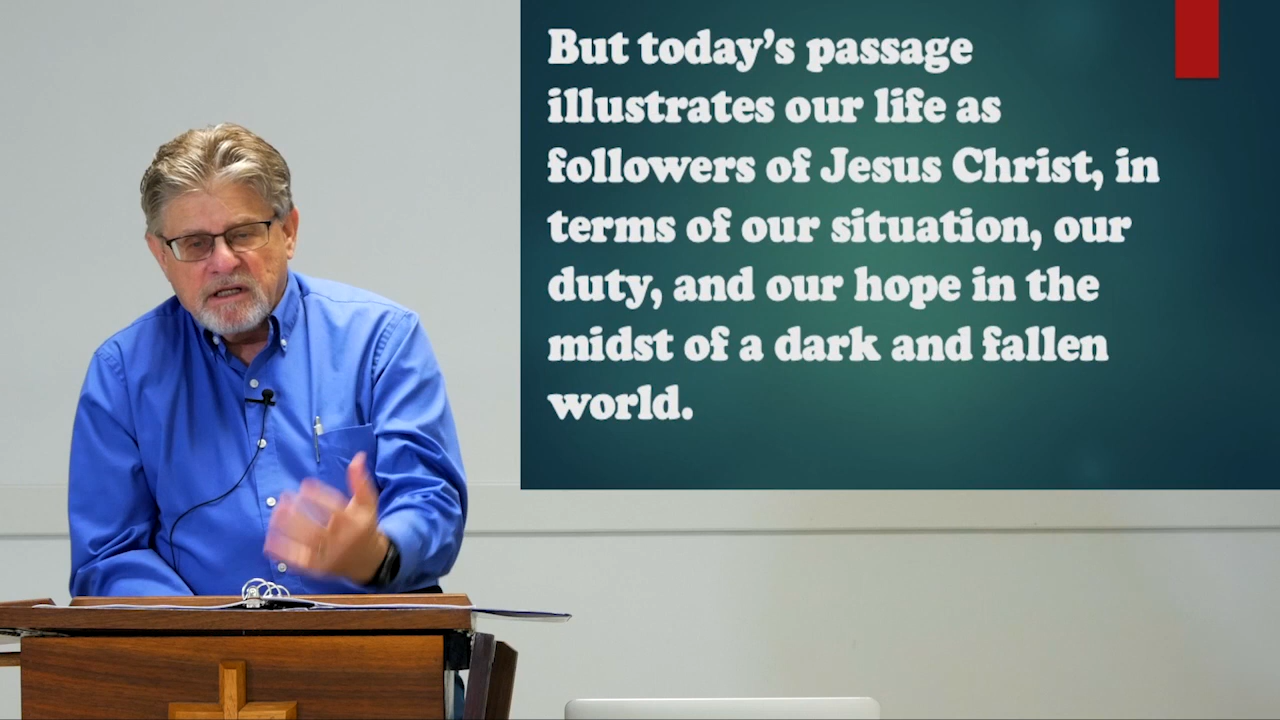 But today’s passage
illustrates our life as
followers of Jesus Christ, in
terms of our situation, our
duty, and our hope in the
midst of a dark and fallen
world.